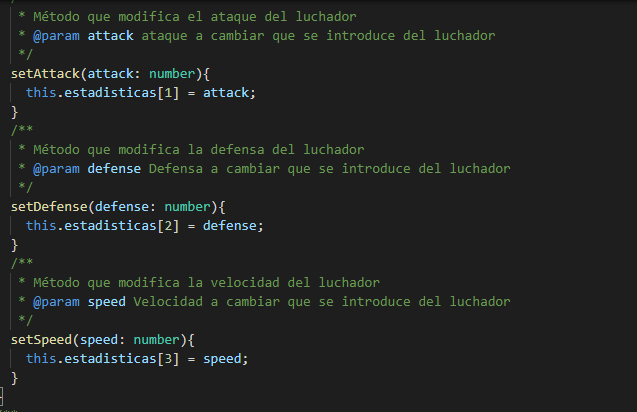 * Método que modifica el ataque del luchador
* @param attack ataque a cambiar que se introduce del luchador
*/
setAttack(attack: number){
this.estadisticas[1] = attack;
}
/**
* Método que modifica la defensa del luchador
* @param defense Defensa a cambiar que se introduce del luchador
*/
setDefense(defense: number){
this.estadisticas[2] = defense;
}
/**
* Método que modifica la velocidad del luchador
* @param speed Velocidad a cambiar que se introduce del luchador
*/
setSpeed(speed: number){
this.estadisticas[3] = speed;
}